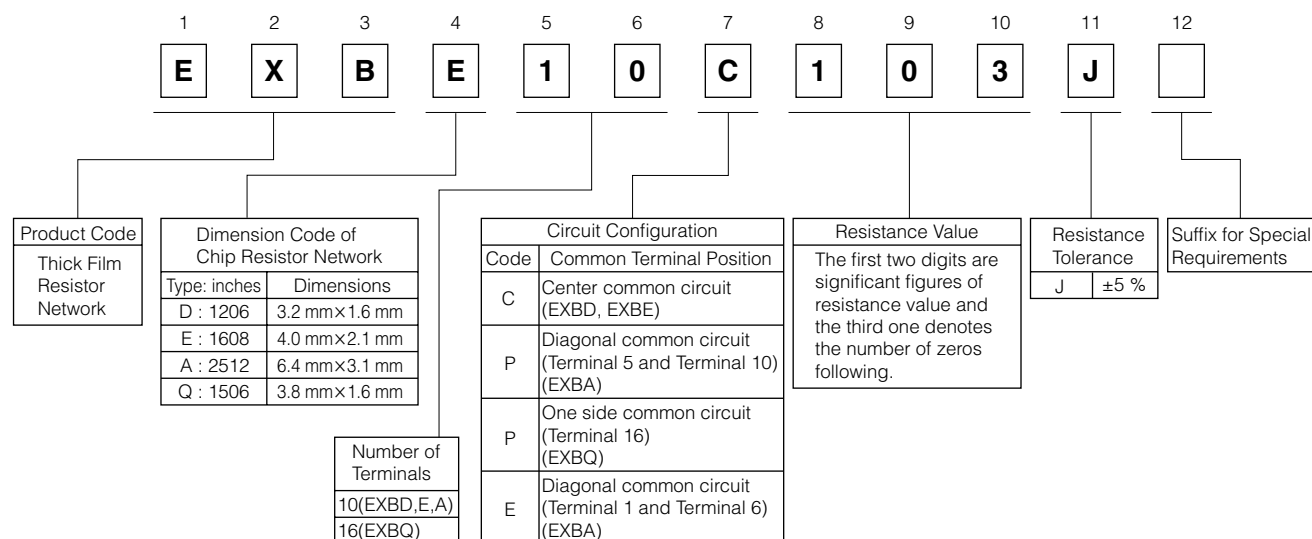 1 2 3 4 5 6 7 8 9 10 11 12
E X B E 1 0 C 1 0 3 J
Product Code
Thick Film
Resistor
Network
Dimension Code of
Chip Resistor Network
Type: inches Dimensions
D : 1206 3.2 mm×1.6 mm
E : 1608 4.0 mm×2.1 mm
A : 2512 6.4 mm×3.1 mm
Q : 1506 3.8 mm×1.6 mm
Number of
Terminals
10(EXBD,E,A)
16(EXBQ)
Circuit Configuration
Code Common Terminal Position
C
Center common circuit
(EXBD, EXBE)
P
Diagonal common circuit
(Terminal 5 and Terminal 10)
(EXBA)
P
One side common circuit
(Terminal 16)
(EXBQ)
E
Diagonal common circuit
(Terminal 1 and Terminal 6)
(EXBA)
Resistance Value
The first two digits are
significant figures of
resistance value and
the third one denotes
the number of zeros
following.
Resistance
Tolerance
J ±5 %
Suffix for Special
Requirements